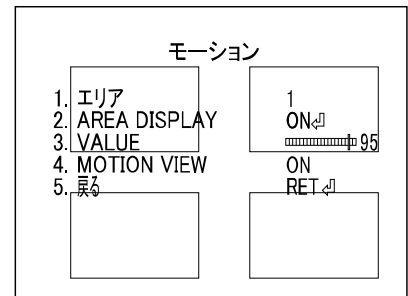 モーション
1. エリア 1
2. AREA DISPLAY ON⏎
3. VALUE 95
4. MOTION VIEW ON
5. 戻る RET⏎